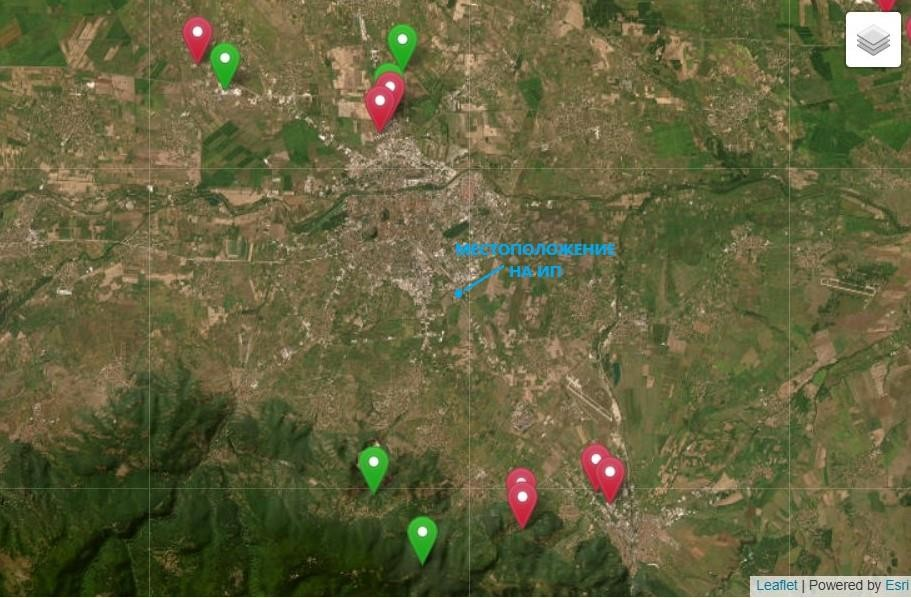 МЕСТОПОЛОЖЕНИЕ
НА ИП
Leaflet | Powered by Esri